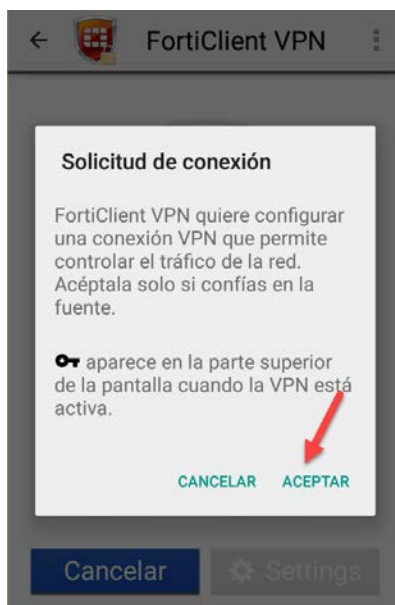 FortiClient VPN
Solicitud de conexión
FortiClient VPN quiere configurar
una conexión VPN que permite
controlar el tráfico de la red.
Acéptala solo si confías en la
fuente.
aparece en la parte superior
de la pantalla cuando la VPN está
activa.
CANCELAR ACEPTAR
Cancelar Settings